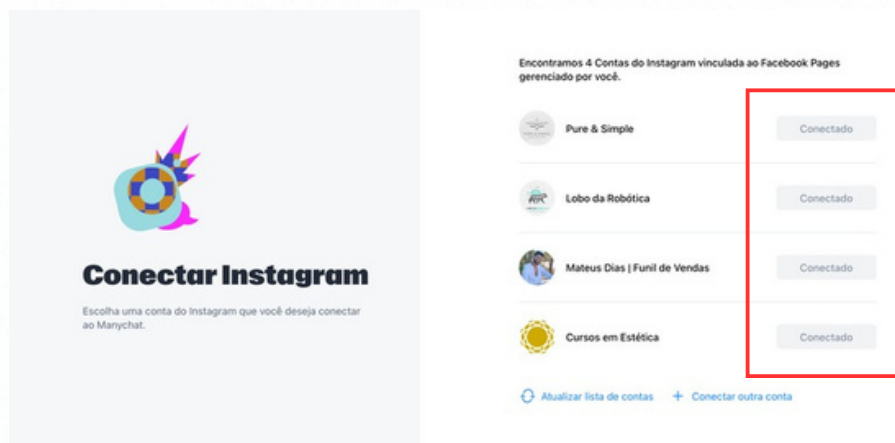 Conectar Instagram
Escolha uma conta do Instagram que você deseja conectar
ao Manychat.
Encontramos 4 Contas do Instagram vinculada ao Facebook Pages
gerenciado por você.
Pure & Simple
Conectado
Lobo da Robótica
Conectado
Mateus Dias | Funil de Vendas
Conectado
Cursos em Estética
Conectado
Atualizar lista de contas + Conectar outra conta